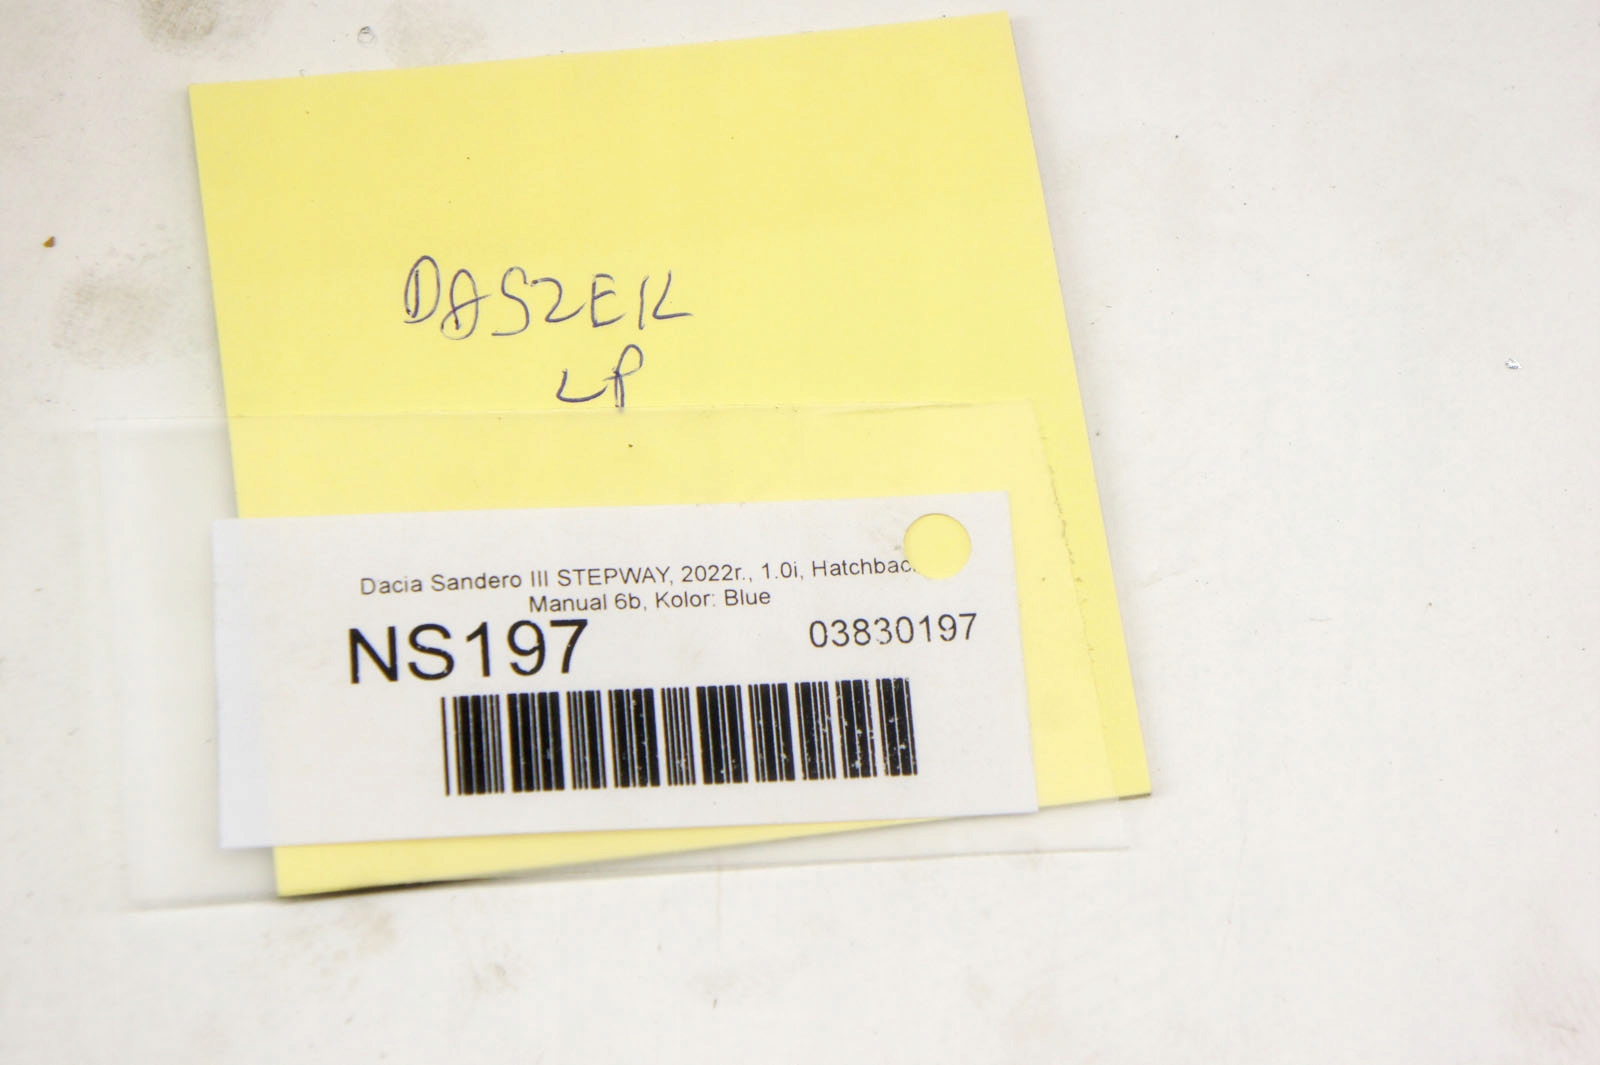 DASZEK
LP
Dacia Sandero III STEPWAY, 2022r., 1.0i, Hatchbac
Manual 6b, Kolor: Blue
NS197
03830197